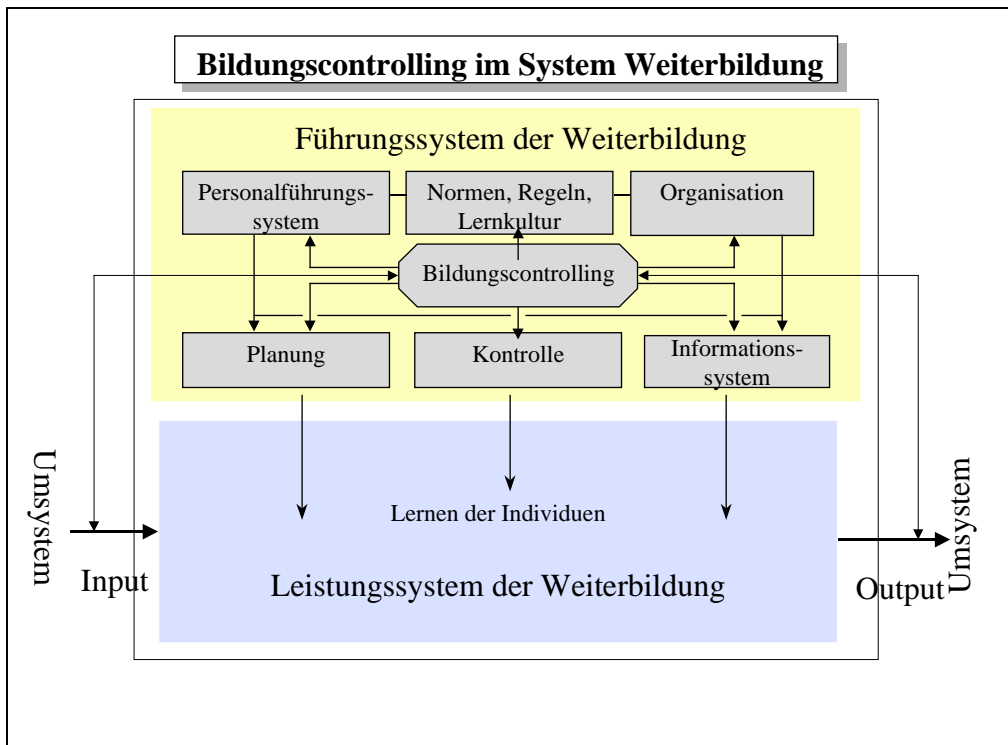 Bildungscontrolling im System Weiterbildung
Führungssystem der Weiterbildung
Personalführungs-
system
Normen, Regeln,
Lernkultur
Organisation
Bildungscontrolling
Planung
Kontrolle
Informations-
system
Umsystem
Input
Lernen der Individuen
Leistungssystem der Weiterbildung
Output
Umsystem